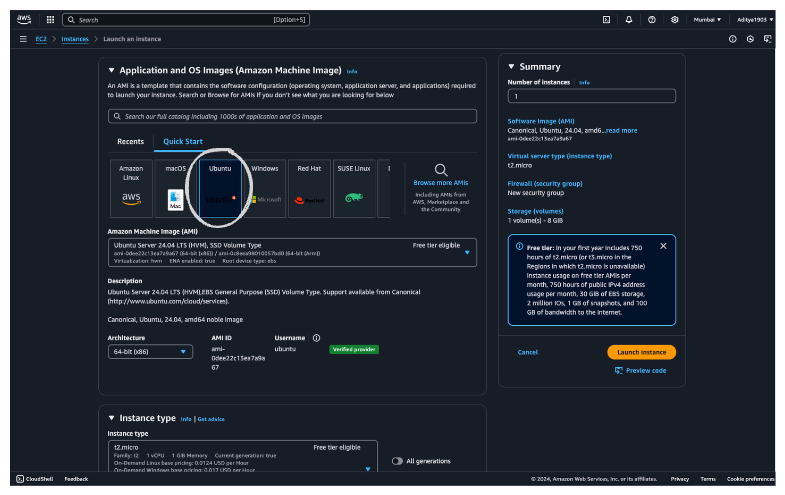 aws Search [Option+S] Mumbai ▼ Aditya1903 ▼
EC2 > Instances > Launch an instance
▼ Application and OS Images (Amazon Machine Image) Info
An AMI is a template that contains the software configuration (operating system, application server, and applications) required
to launch your instance. Search or Browse for AMIs if you don't see what you are looking for below
Search our full catalog including 1000s of application and OS images
Recents Quick Start
Amazon Linux
aws
macOS
Mac
Ubuntu
ubuntu
Windows
Microsoft
Red Hat
Red Hat
SUSE Linux
Browse more AMIs
Including AMIs from
AWS, Marketplace and
the Community
Amazon Machine Image (AMI)
Ubuntu Server 24.04 LTS (HVM), SSD Volume Type Free tier eligible
ami-0dee22c13ea7a9a67 (64-bit (x86)) / ami-0c8eea98010057bd0 (64-bit (Arm))
Virtualization: hvm ENA enabled: true Root device type: ebs
Description
Ubuntu Server 24.04 LTS (HVM),EBS General Purpose (SSD) Volume Type. Support available from Canonical
(http://www.ubuntu.com/cloud/services).
Canonical, Ubuntu, 24.04, amd64 noble image
Architecture AMI ID Username
64-bit (x86) ami- ubuntu Verified provider
0dee22c13ea7a9a
67
▼ Instance type Info | Get advice
Instance type
t2.micro Free tier eligible
Family: t2 1 vCPU 1 GiB Memory Current generation: true
On-Demand Linux base pricing: 0.0124 USD per Hour
On-Demand Windows base pricing: 0.017 USD per Hour
All generations
▼ Summary
Number of instances Info
1
Software Image (AMI)
Canonical, Ubuntu, 24.04, amd6...read more
ami-0dee22c13ea7a9a67
Virtual server type (instance type)
t2.micro
Firewall (security group)
New security group
Storage (volumes)
1 volume(s) - 8 GiB
Free tier: In your first year includes 750
hours of t2.micro (or t3.micro in the
Regions in which t2.micro is unavailable)
instance usage on free tier AMIs per
month, 750 hours of public IPv4 address
usage per month, 30 GiB of EBS storage,
2 million IOs, 1 GB of snapshots, and 100
GB of bandwidth to the internet.
Cancel Launch instance
Preview code
CloudShell Feedback © 2024, Amazon Web Services, Inc. or its affiliates. Privacy Terms Cookie preferences